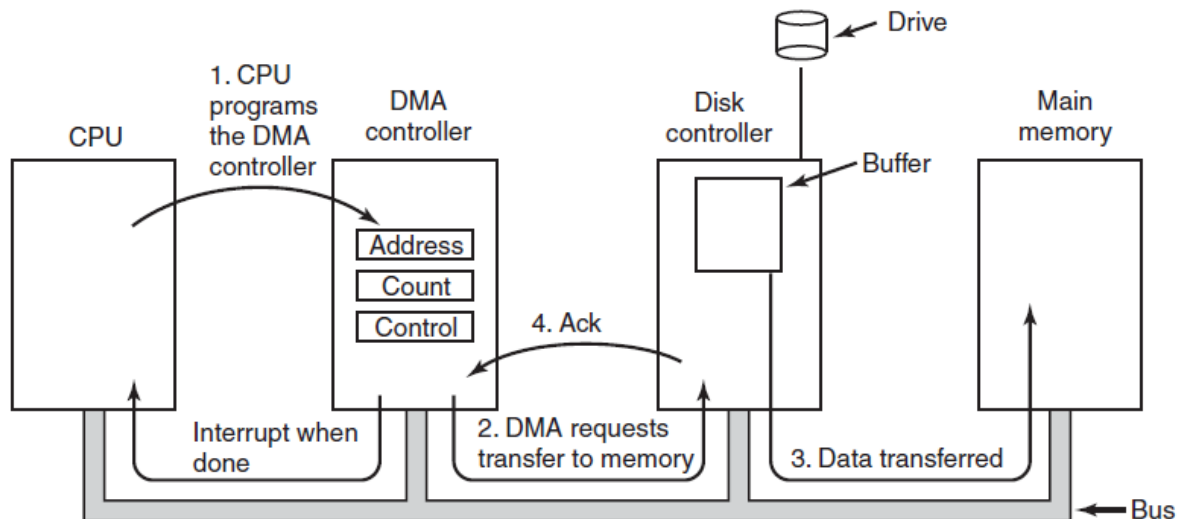 Drive
1. CPU
programs
the DMA
controller
CPU
DMA
controller
Disk
controller
Main
memory
Buffer
Address
Count
Control
4. Ack
Interrupt when
done
2. DMA requests
transfer to memory
3. Data transferred
Bus